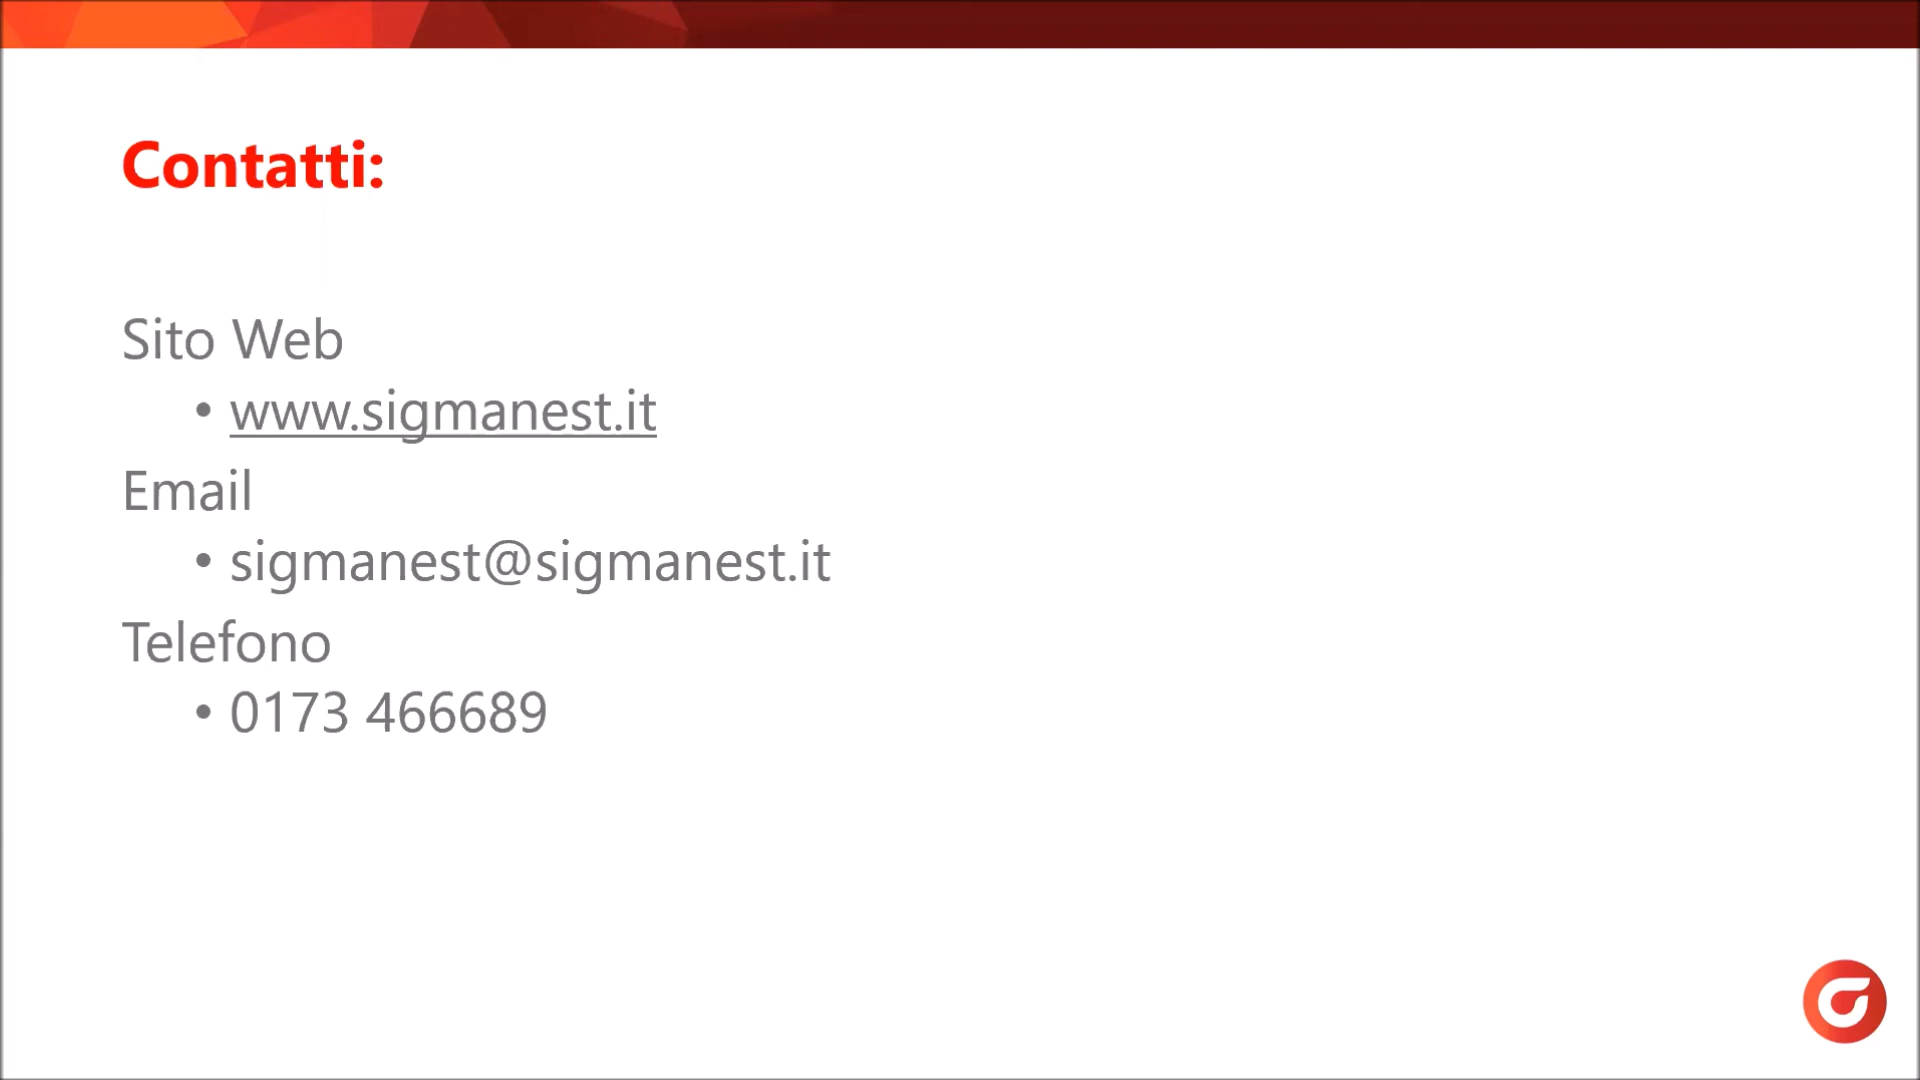 Contatti:
Sito Web
• www.sigmanest.it
Email
• sigmanest@sigmanest.it
Telefono
• 0173 466689